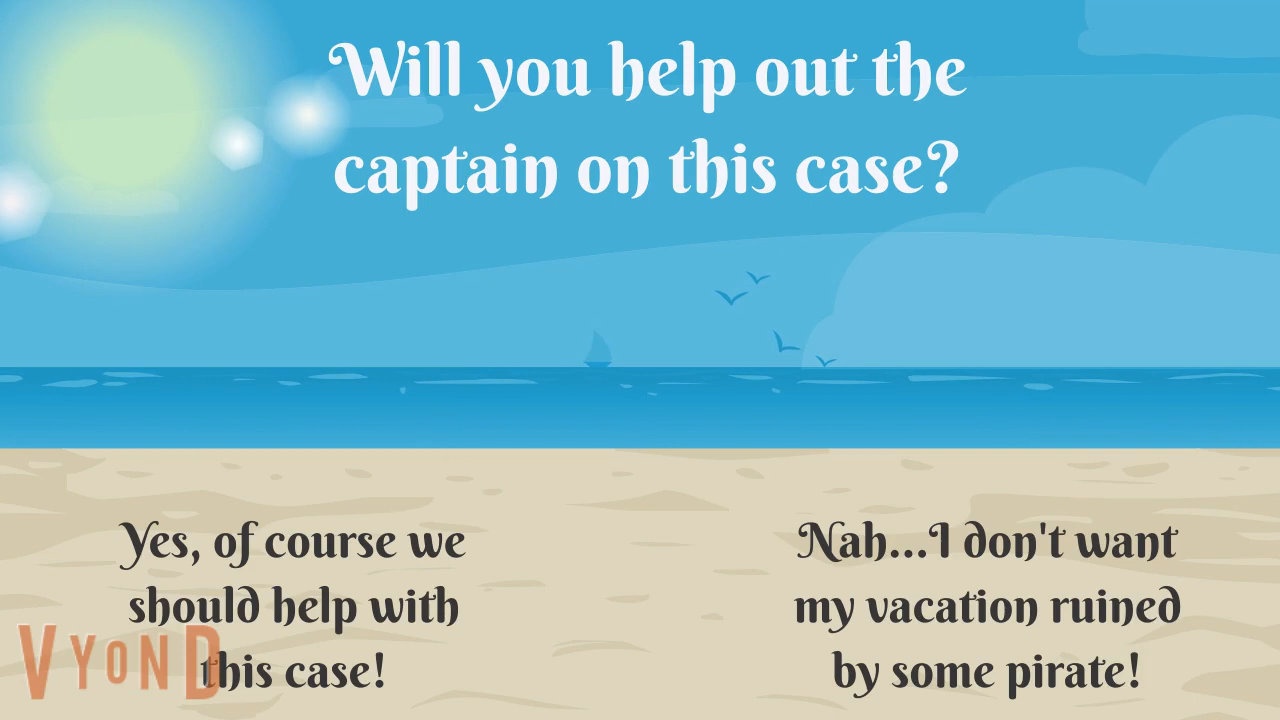 Will you help out the
captain on this case?
Yes, of course we
should help with
this case!
Nah...I don't want
my vacation ruined
by some pirate!
VYOND